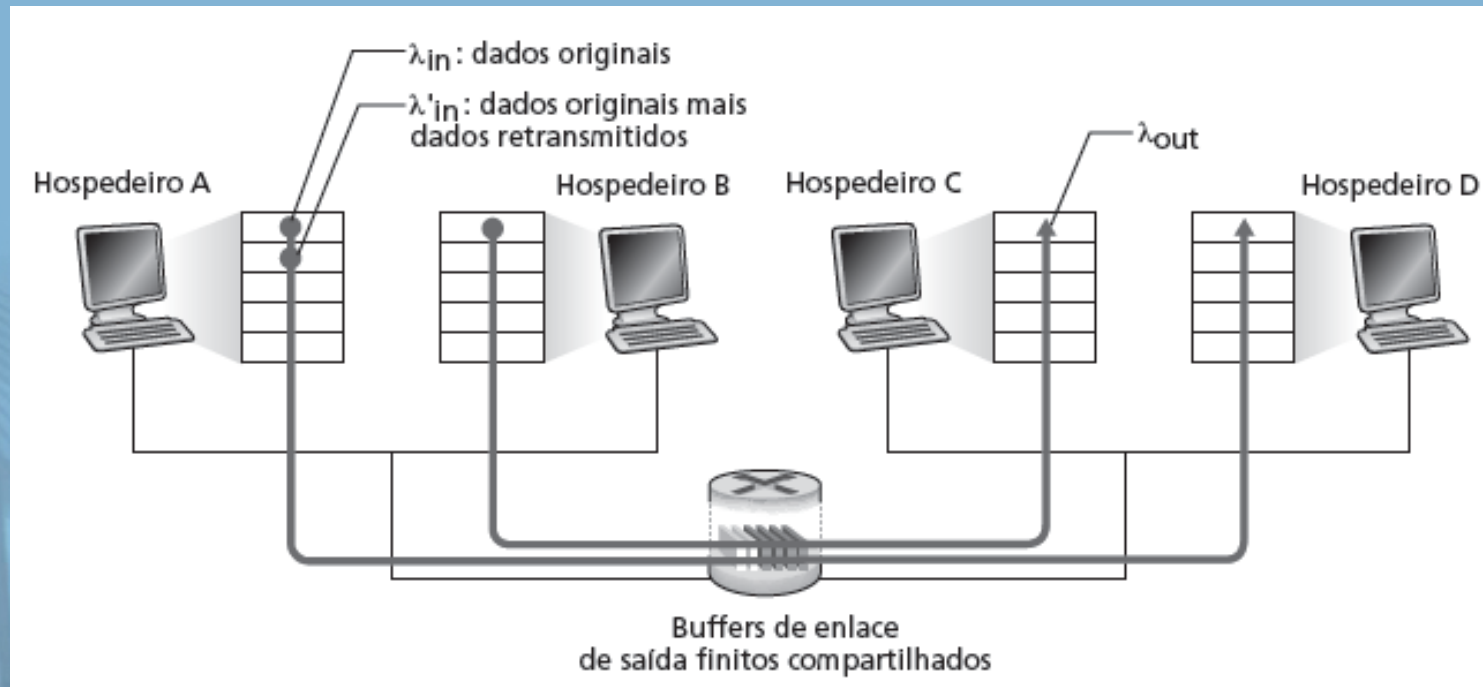 λin : dados originais
λ'in : dados originais mais
dados retransmitidos
λout
Hospedeiro A
Hospedeiro B
Hospedeiro C
Hospedeiro D
Buffers de enlace
de saída finitos compartilhados